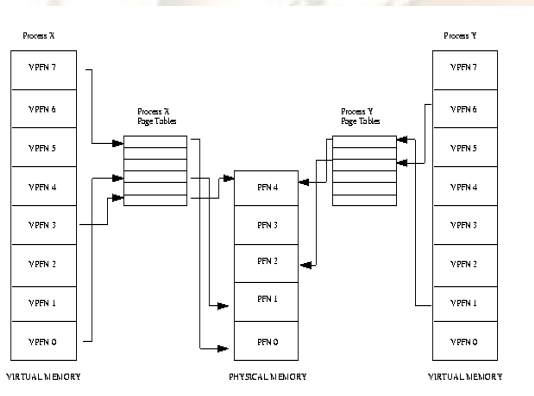 Process X
Process Y
VPFN 7
VPFN 6
VPFN 5
VPFN 4
VPFN 3
VPFN 2
VPFN 1
VPFN 0
Process X
Page Tables
PFN 4
PFN 3
PFN 2
PFN 1
PFN 0
Process Y
Page Tables
VPFN 7
VPFN 6
VPFN 5
VPFN 4
VPFN 3
VPFN 2
VPFN 1
VPFN 0
VIRTUAL MEMORY
PHYSICAL MEMORY
VIRTUAL MEMORY